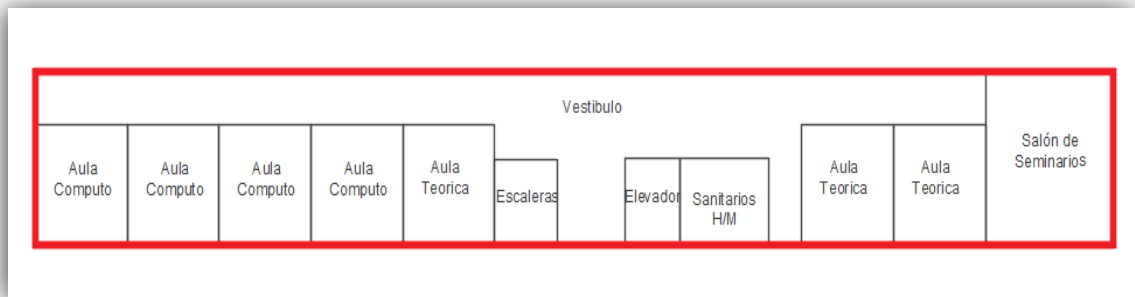 Vestibulo
Aula
Computo
Aula
Computo
Aula
Computo
Aula
Computo
Aula
Teorica
Escaleras
Elevador
Sanitarios
H/M
Aula
Teorica
Aula
Teorica
Salón de
Seminarios